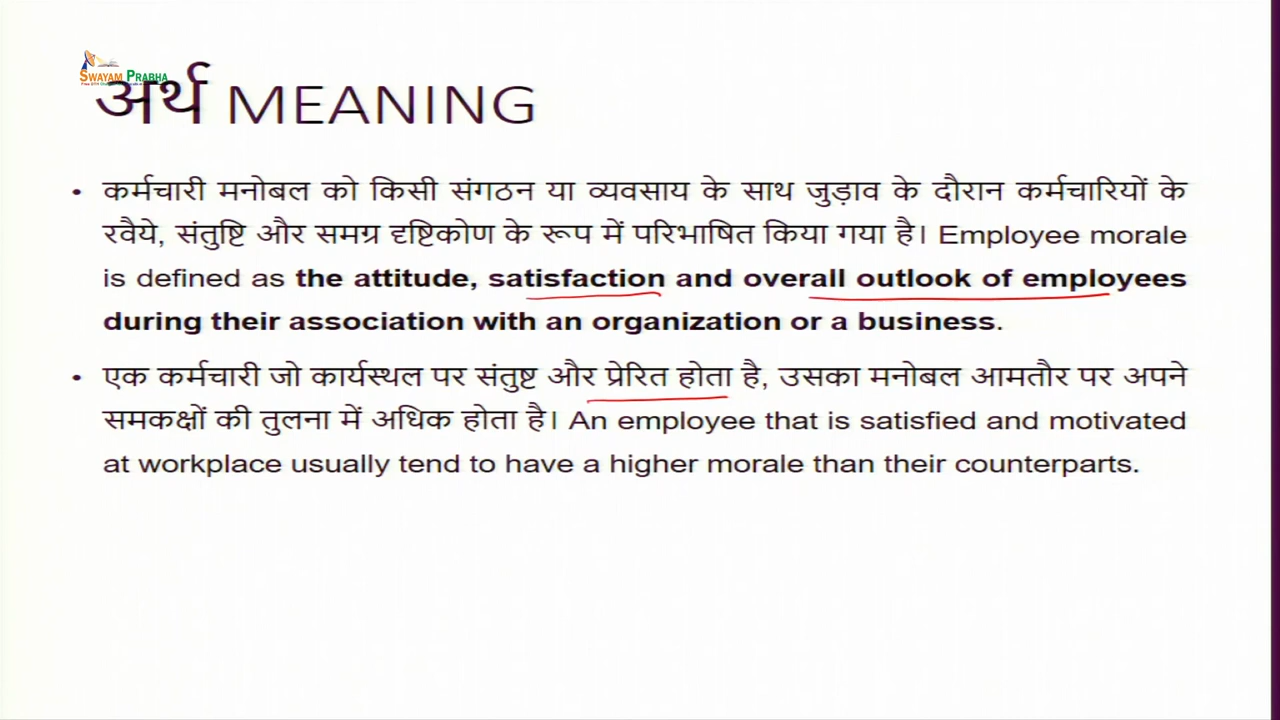 SWAYAM PRABHA
अर्थ MEANING
• कर्मचारी मनोबल को किसी संगठन या व्यवसाय के साथ जुड़ाव के दौरान कर्मचारियों के
रवैये, संतुष्टि और समग्र दृष्टिकोण के रूप में परिभाषित किया गया है। Employee morale
is defined as the attitude, satisfaction and overall outlook of employees
during their association with an organization or a business.
• एक कर्मचारी जो कार्यस्थल पर संतुष्ट और प्रेरित होता है, उसका मनोबल आमतौर पर अपने
समकक्षों की तुलना में अधिक होता है। An employee that is satisfied and motivated
at workplace usually tend to have a higher morale than their counterparts.